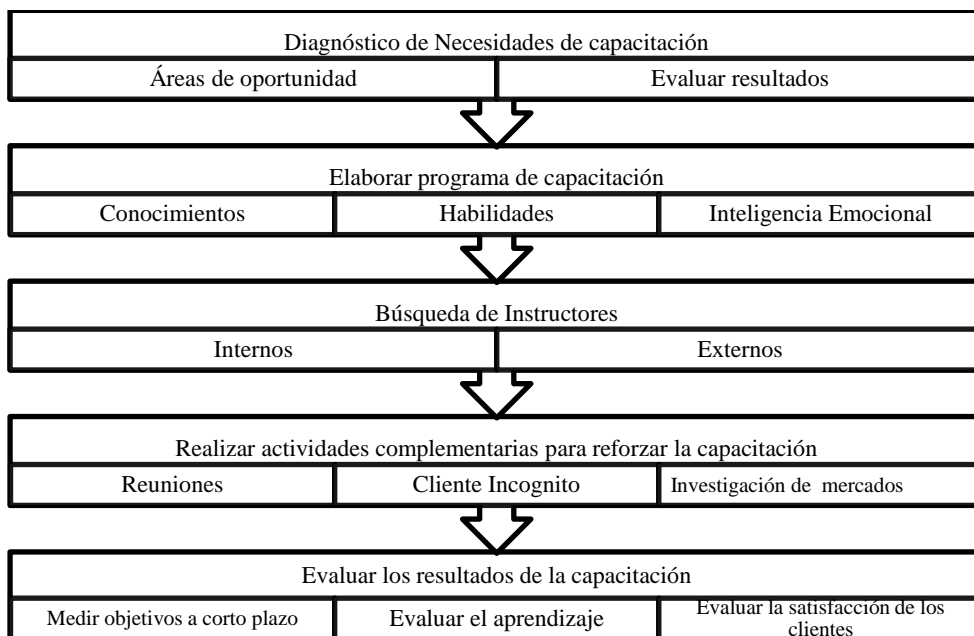 Diagnóstico de Necesidades de capacitación
Áreas de oportunidad
Evaluar resultados
Elaborar programa de capacitación
Conocimientos
Habilidades
Inteligencia Emocional
Búsqueda de Instructores
Internos
Externos
Realizar actividades complementarias para reforzar la capacitación
Reuniones
Cliente Incognito
Investigación de mercados
Evaluar los resultados de la capacitación
Medir objetivos a corto plazo
Evaluar el aprendizaje
Evaluar la satisfacción de los
clientes